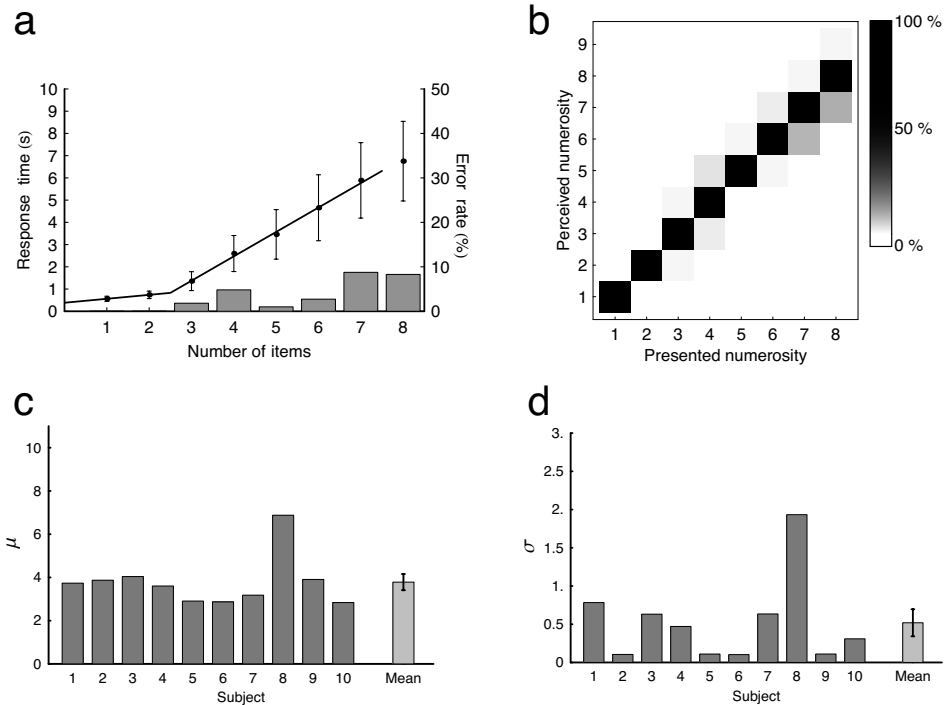 a
10
9
8
7
6
5
4
3
2
1
0
Response time (s)
50
40
30
20
10
0
Error rate (%)
1 2 3 4 5 6 7 8
Number of items
b
9
8
7
6
5
4
3
2
1
Perceived numerosity
1 2 3 4 5 6 7 8
Presented numerosity
100 %
50 %
0 %
c
10
8
6
4
2
0
μ
1 2 3 4 5 6 7 8 9 10 Mean
Subject
d
3.
2.5
2.
1.5
1.
0.5
0
σ
1 2 3 4 5 6 7 8 9 10 Mean
Subject